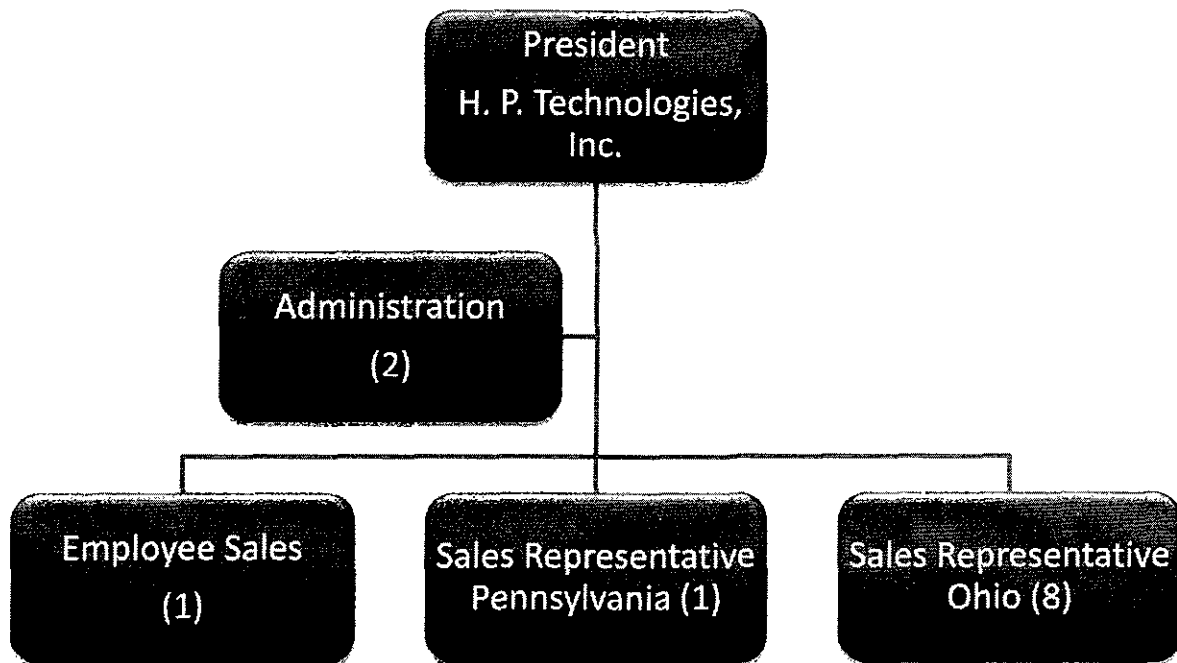 President
H. P. Technologies,
Inc.
Administration
(2)
Employee Sales
(1)
Sales Representative
Pennsylvania (1)
Sales Representative
Ohio (8)